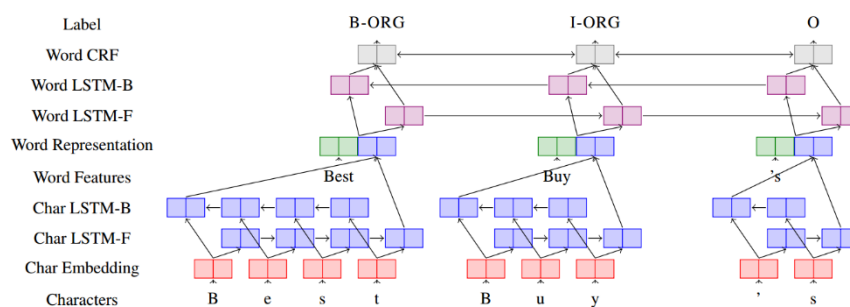 Label B-ORG I-ORG O
Word CRF
Word LSTM-B
Word LSTM-F
Word Representation
Word Features Best Buy 's
Char LSTM-B
Char LSTM-F
Char Embedding
Characters B e s t B u y ' s